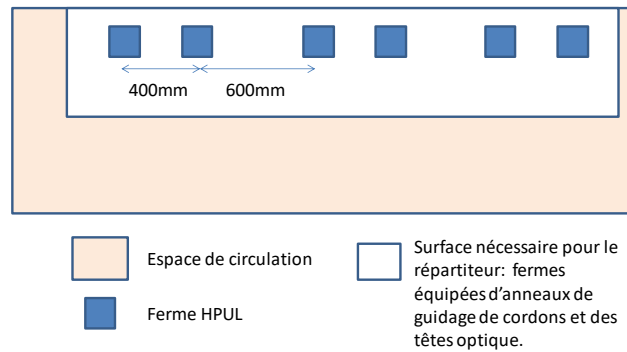 400mm
600mm
Espace de circulation
Ferme HPUL
Surface nécessaire pour le
répartiteur: fermes
équipées d'anneaux de
guidage de cordons et des
têtes optique.